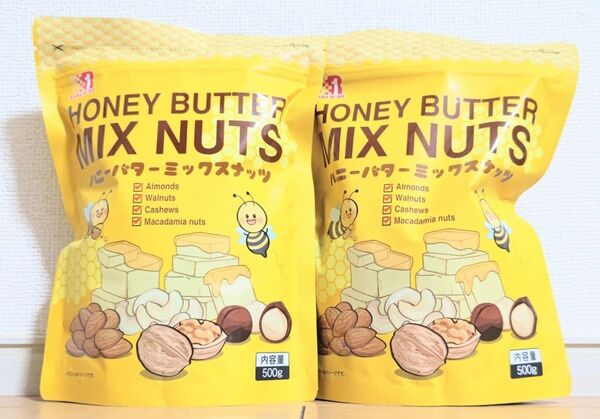 HONEY BUTTER
MIX NUTS
ハニーバターミックスナッツ
Almonds
Walnuts
Cashews
Macadamia nuts
内容量
500g
HONEY BUTTER
MIX NUTS
ハニーバターミックスナッツ
Almonds
Walnuts
Cashews
Macadamia nuts
内容量
500g